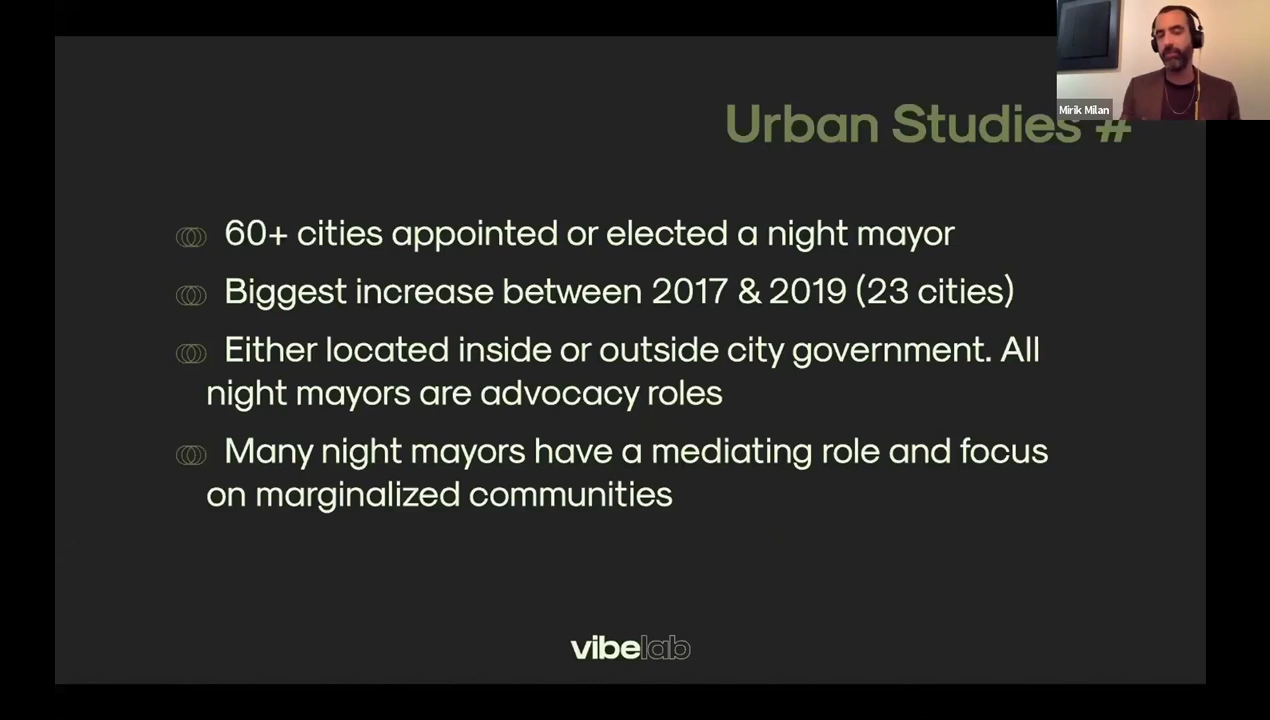 Mirik Milan
Urban Studies #
60+ cities appointed or elected a night mayor
Biggest increase between 2017 & 2019 (23 cities)
Either located inside or outside city government. All
night mayors are advocacy roles
Many night mayors have a mediating role and focus
on marginalized communities
vibelab